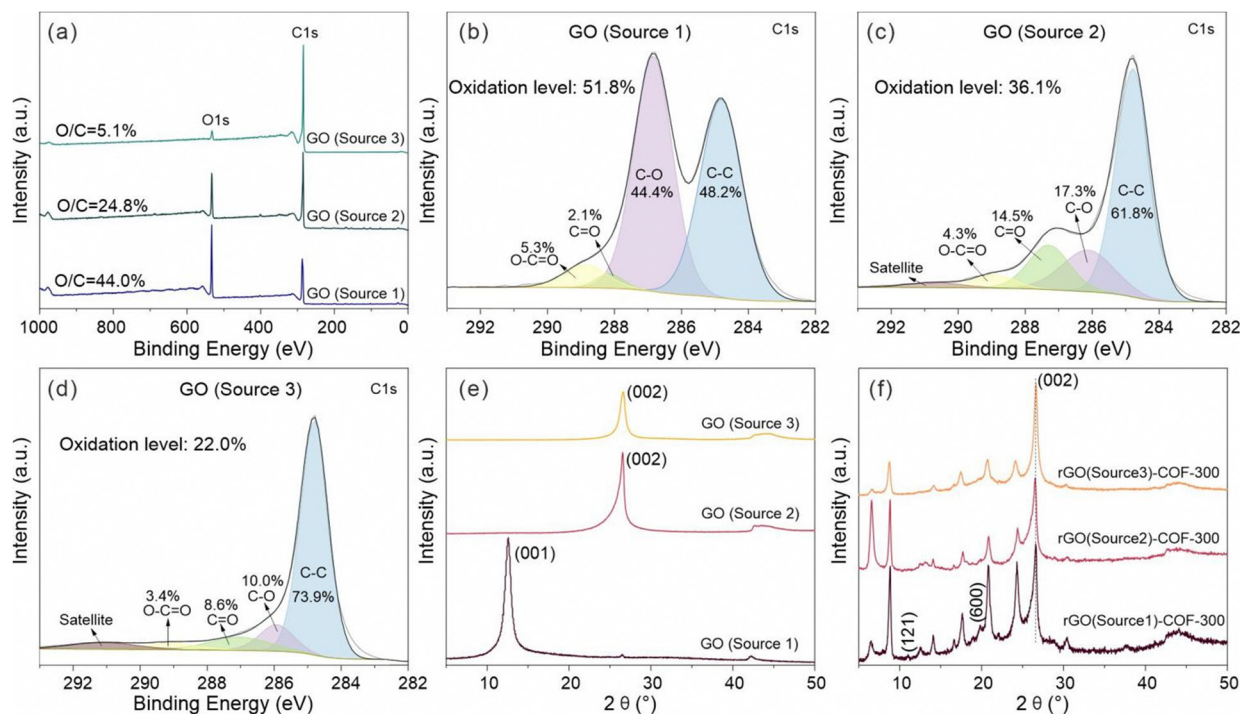 (a)
C1s
O1s
O/C=5.1%
GO (Source 3)
O/C=24.8%
GO (Source 2)
O/C=44.0%
GO (Source 1)
Intensity (a.u.)
1000 800 600 400 200 0
Binding Energy (eV)
(b)
GO (Source 1)
C1s
Oxidation level: 51.8%
C-O
44.4%
C-C
48.2%
2.1%
C=O
5.3%
O-C=O
Intensity (a.u.)
292 290 288 286 284 282
Binding Energy (eV)
(c)
GO (Source 2)
C1s
Oxidation level: 36.1%
C-C
61.8%
17.3%
C-O
14.5%
C=O
4.3%
O-C=O
Satellite
Intensity (a.u.)
292 290 288 286 284 282
Binding Energy (eV)
(d)
GO (Source 3)
C1s
Oxidation level: 22.0%
C-C
73.9%
10.0%
C-O
8.6%
C=O
3.4%
O-C=O
Satellite
Intensity (a.u.)
292 290 288 286 284 282
Binding Energy (eV)
(e)
(002)
GO (Source 3)
(002)
GO (Source 2)
(001)
GO (Source 1)
Intensity (a.u.)
10 20 30 40 50
2 θ (°)
(f)
(002)
rGO(Source3)-COF-300
rGO(Source2)-COF-300
(121)
(600)
rGO(Source1)-COF-300
Intensity (a.u.)
10 20 30 40 50
2 θ (°)